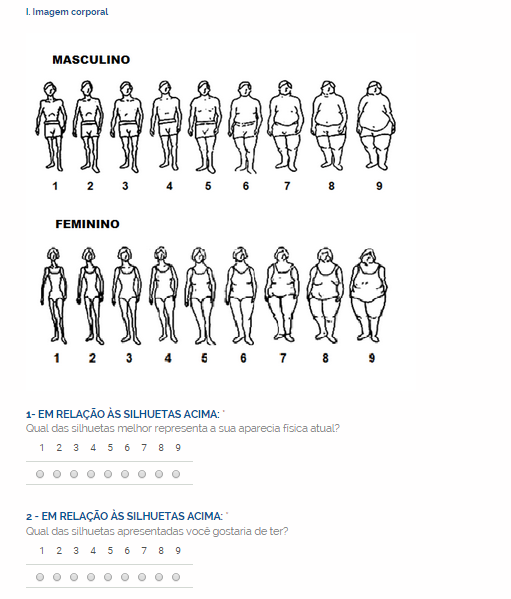 I. Imagem corporal
MASCULINO
1 2 3 4 5 6 7 8 9
FEMININO
1 2 3 4 5 6 7 8 9
1- EM RELAÇÃO ÀS SILHUETAS ACIMA: *
Qual das silhuetas melhor representa a sua aparecia física atual?
1 2 3 4 5 6 7 8 9
2 - EM RELAÇÃO ÀS SILHUETAS ACIMA: *
Qual das silhuetas apresentadas você gostaria de ter?
1 2 3 4 5 6 7 8 9